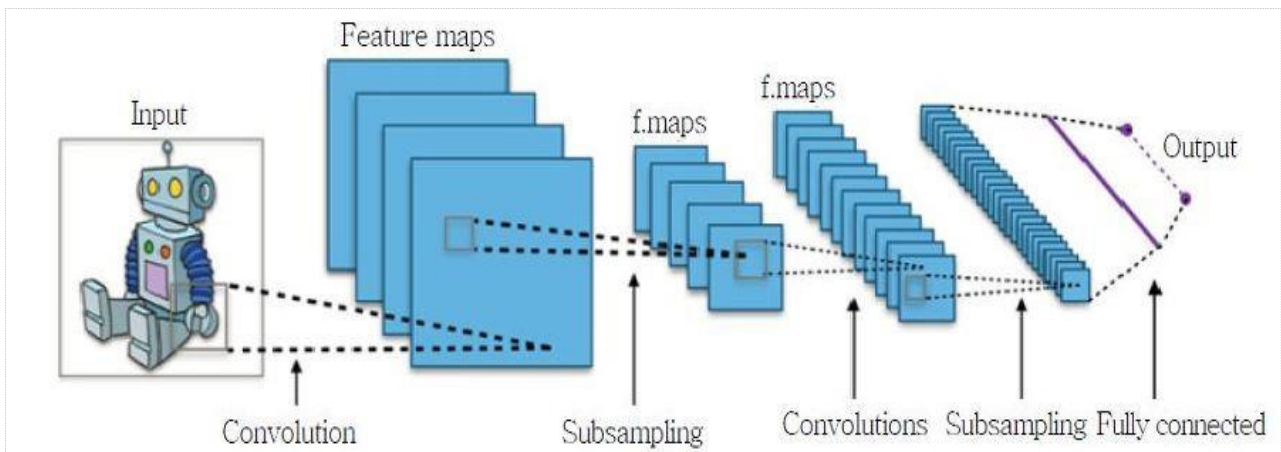 Feature maps
f.maps
Input
f.maps
Output
Convolution
Subsampling
Convolutions
Subsampling
Fully connected